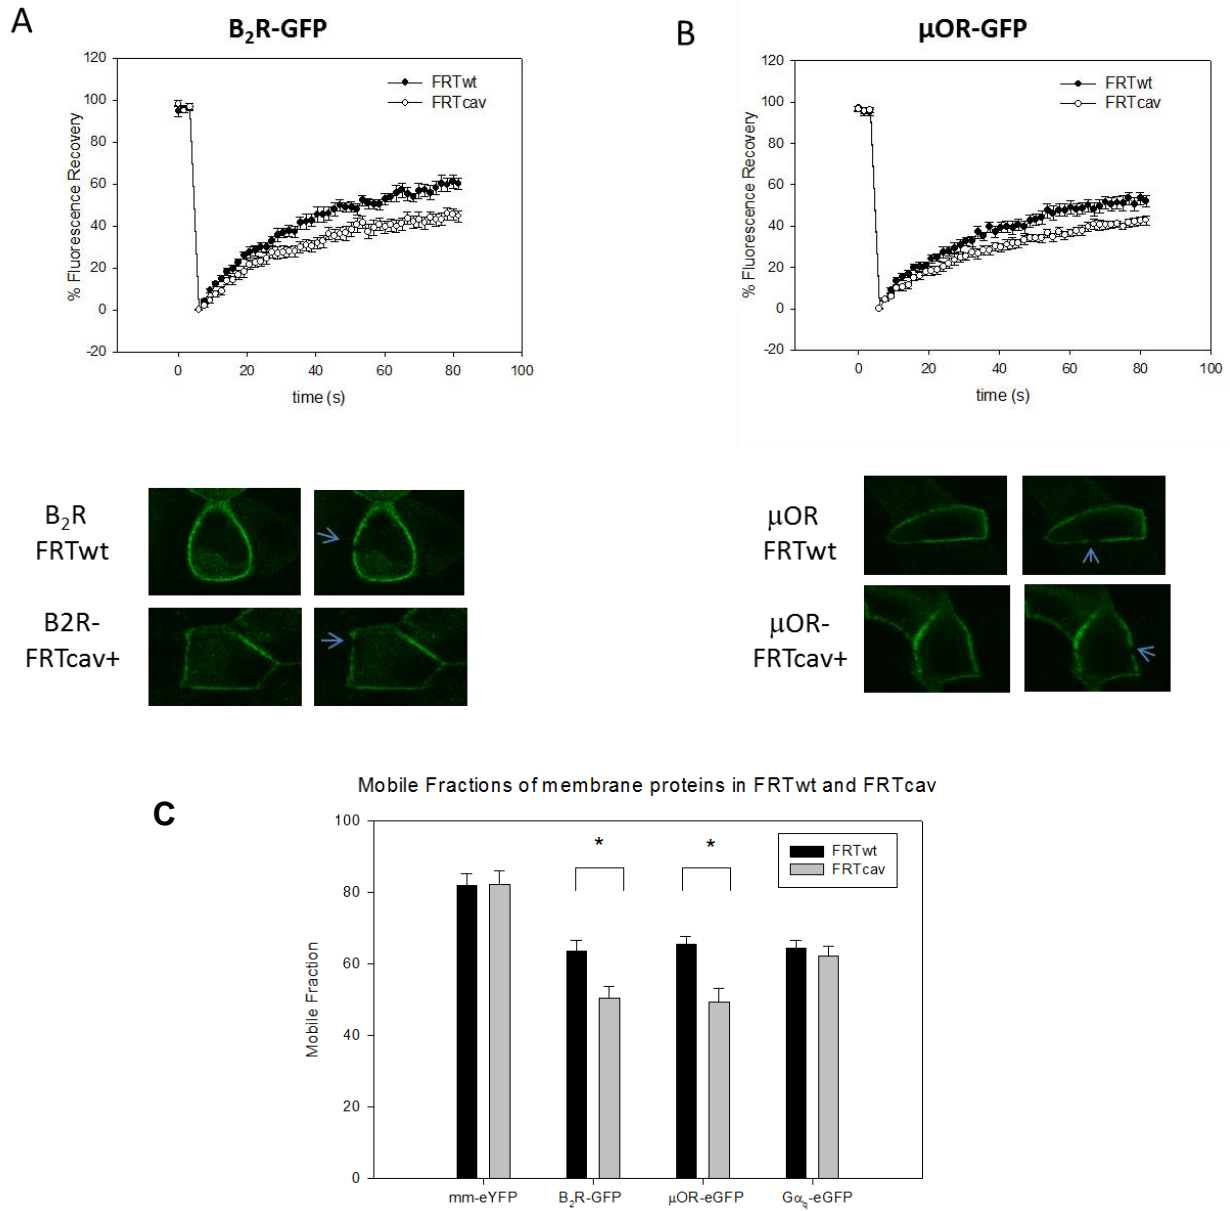 A
B₂R-GFP
120
100
80
60
40
20
0
-20
% Fluorescence Recovery
FRTwt
FRTcav
0 20 40 60 80 100
time (s)
B
μOR-GFP
120
100
80
60
40
20
0
-20
% Fluorescence Recovery
FRTwt
FRTcav
0 20 40 60 80 100
time (s)
B₂R
FRTwt
B2R-
FRTcav+
μOR
FRTwt
μOR-
FRTcav+
C
Mobile Fractions of membrane proteins in FRTwt and FRTcav
100
80
60
40
20
0
Mobile Fraction
* *
FRTwt
FRTcav
mm-eYFP B₂R-GFP μOR-eGFP Gαq-eGFP